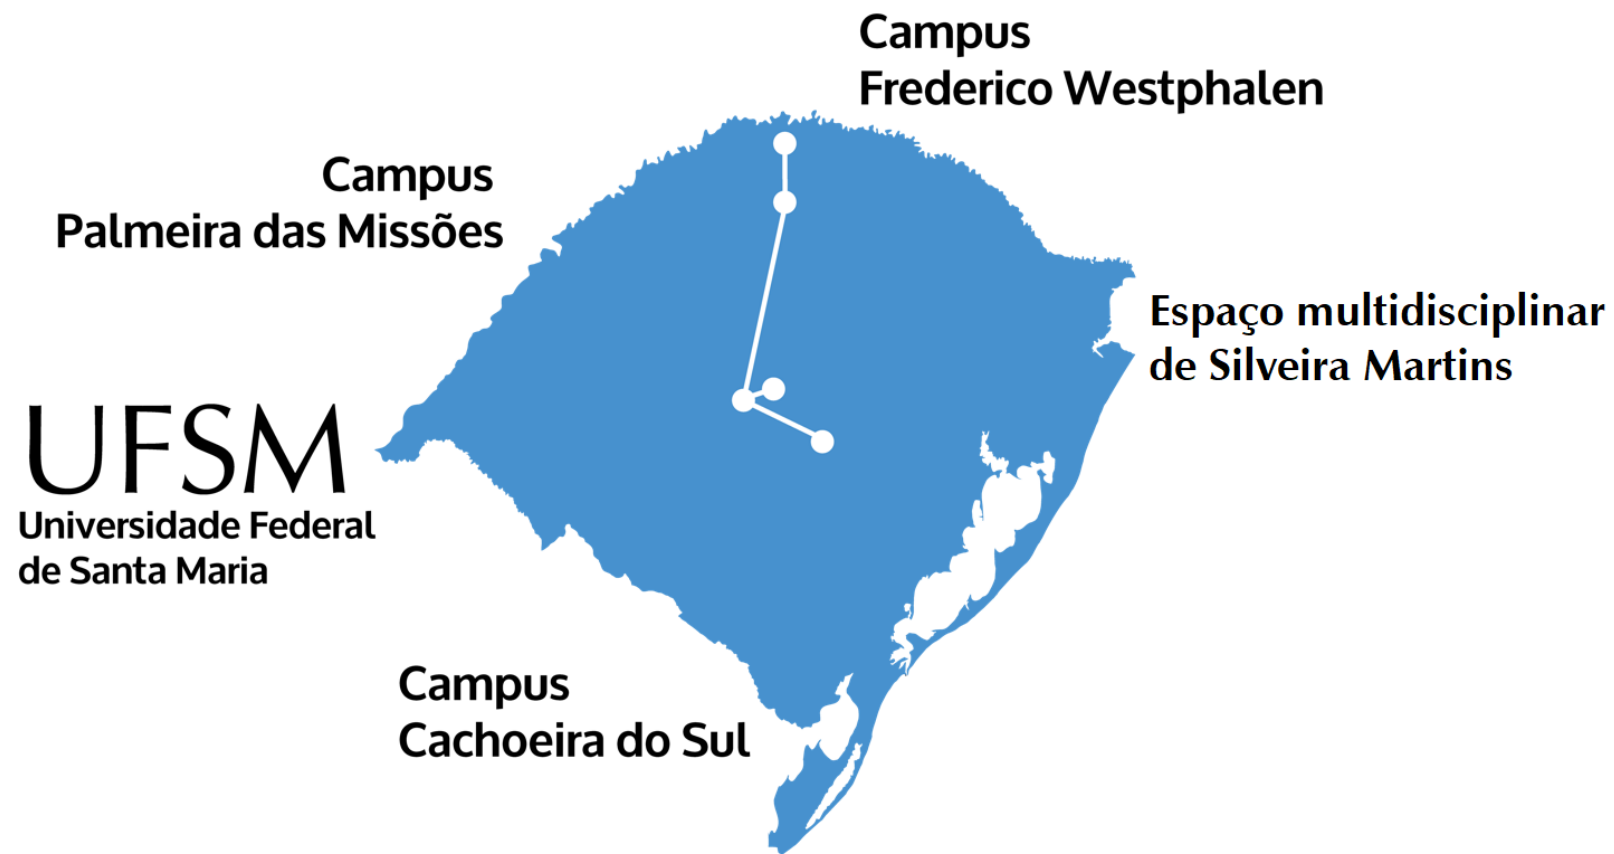 Campus
Frederico Westphalen
Campus
Palmeira das Missões
Espaço multidisciplinar
de Silveira Martins
UFSM
Universidade Federal
de Santa Maria
Campus
Cachoeira do Sul